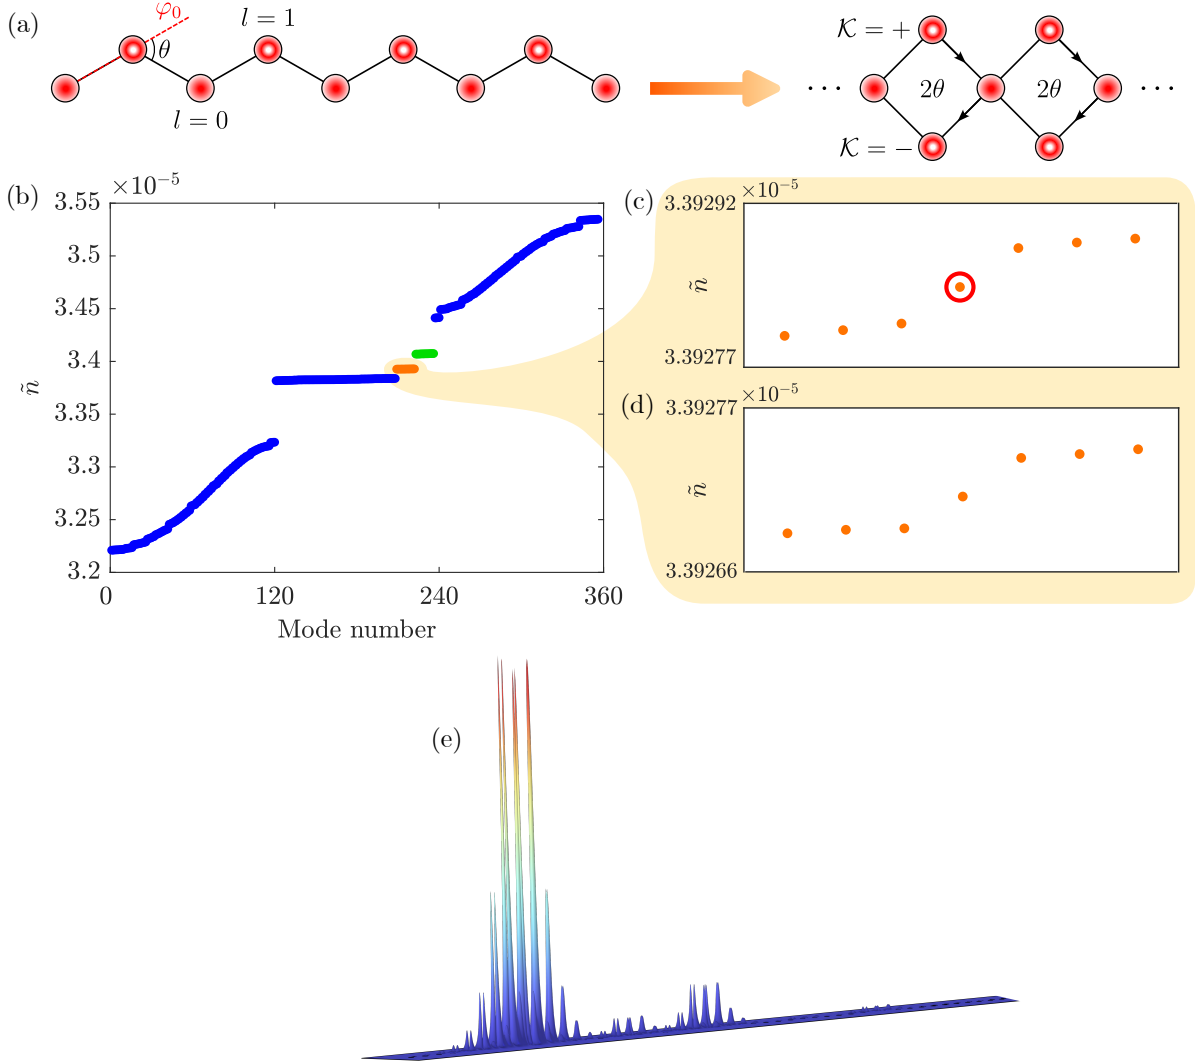 (a)
φ₀
θ
l = 1
l = 0
𝒦 = +
2θ
2θ
···
···
𝒦 = −
(b)
×10⁻⁵
3.55
3.5
3.45
3.4
3.35
3.3
3.25
3.2
ñ
0
120
240
360
Mode number
(c)
×10⁻⁵
3.39292
ñ
3.39277
(d)
×10⁻⁵
3.39277
ñ
3.39266
(e)